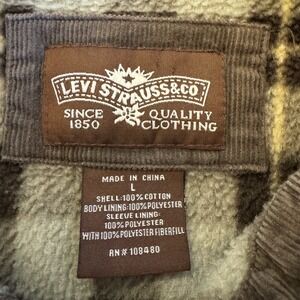 LEVI STRAUSS & CO
SINCE QUALITY
1850 CLOTHING
MADE IN CHINA
L
SHELL: 100% COTTON
BODY LINING: 100% POLYESTER
SLEEVE LINING:
100% POLYESTER
WITH 100% POLYESTER FIBERFILL
RN# 108480